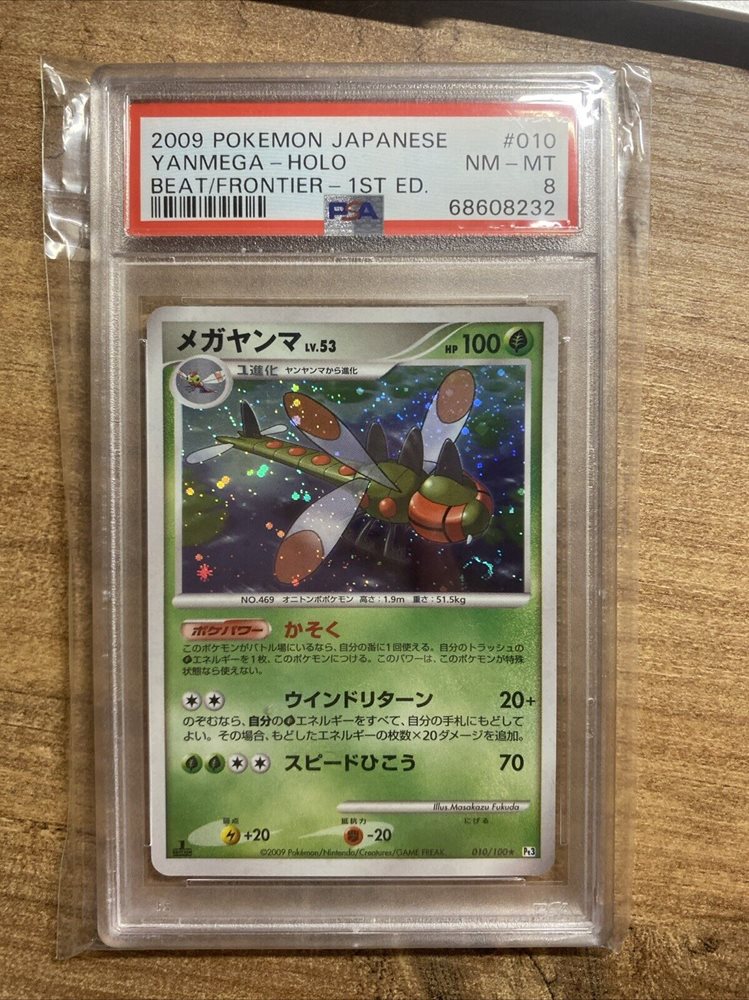 2009 POKEMON JAPANESE #010
YANMEGA - HOLO NM - MT
BEAT/FRONTIER - 1ST ED. 8
PSA 68608232
メガヤンマ LV.53 HP 100
1進化 ヤンヤンマから進化
NO.469 オニトンボポケモン 高さ:1.9m 重さ:51.5kg
ポケパワー かそく
このポケモンがバトル場にいるなら、自分の番に1回使える。自分のトラッシュの
エネルギーを1枚、このポケモンにつける。このパワーは、このポケモンが特殊
状態なら使えない。
ウインドリターン 20+
のぞむなら、自分のエネルギーをすべて、自分の手札にもどして
よい。その場合、もどしたエネルギーの枚数×20ダメージを追加。
スピードひこう 70
Illus. Masakazu Fukuda
弱点 抵抗力 にげる
+20 -20
©2009 Pokémon/Nintendo/Creatures/GAME FREAK. 010/100★ Pt3